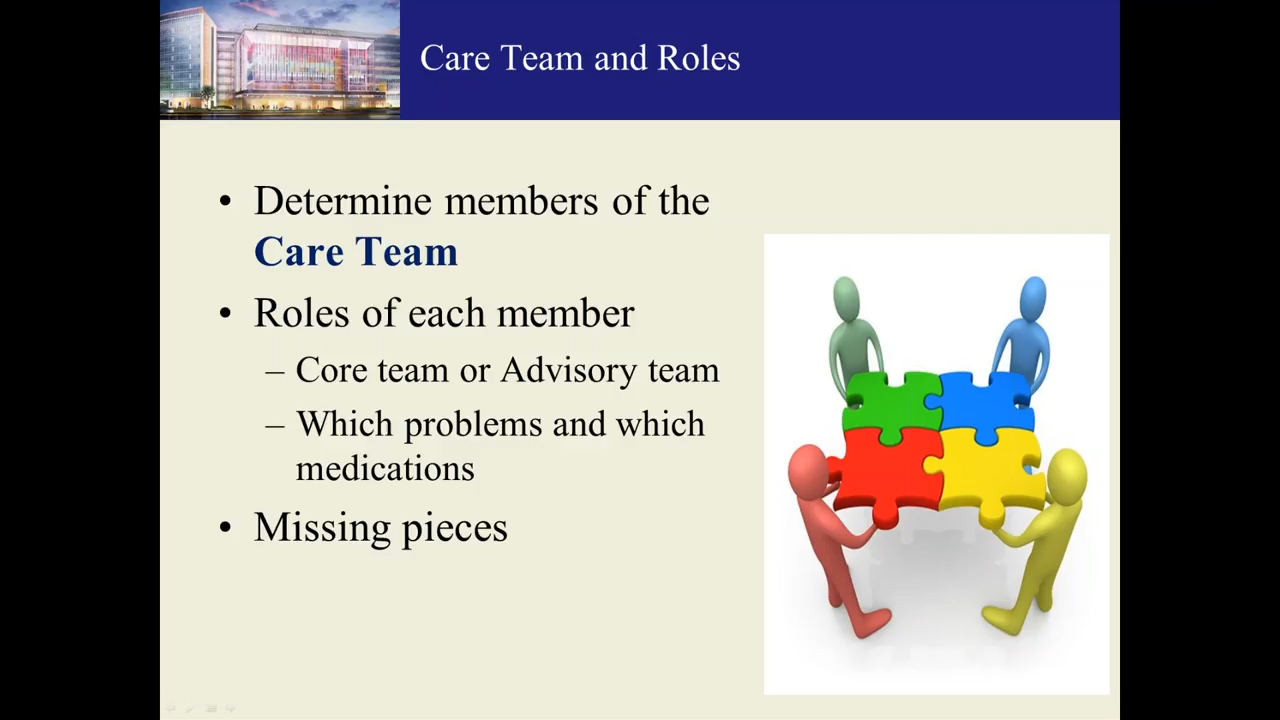 Care Team and Roles
• Determine members of the
Care Team
• Roles of each member
– Core team or Advisory team
– Which problems and which
medications
• Missing pieces